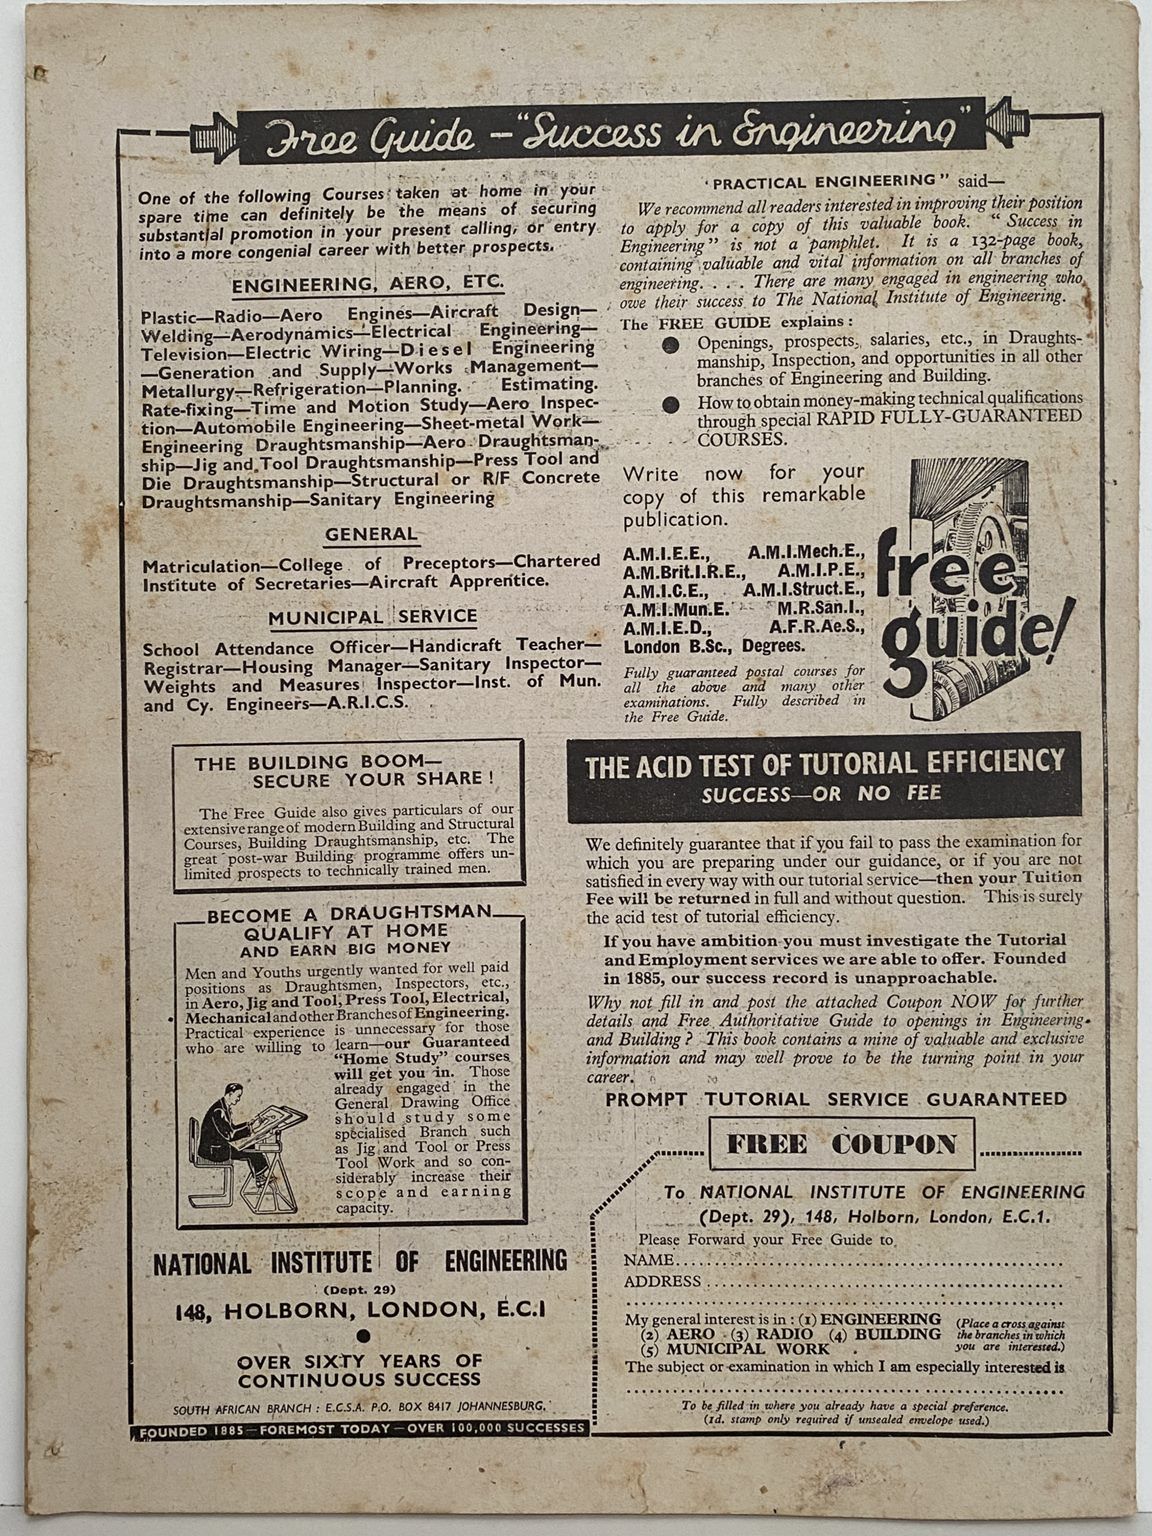 Free Guide – "Success in Engineering"
One of the following Courses taken at home in your
spare time can definitely be the means of securing
substantial promotion in your present calling, or entry
into a more congenial career with better prospects.
ENGINEERING, AERO, ETC.
Plastic—Radio—Aero Engines—Aircraft Design—
Welding—Aerodynamics—Electrical Engineering—
Television—Electric Wiring—Diesel Engineering
—Generation and Supply—Works Management—
Metallurgy—Refrigeration—Planning. Estimating.
Rate-fixing—Time and Motion Study—Aero Inspec-
tion—Automobile Engineering—Sheet-metal Work—
Engineering Draughtsmanship—Aero Draughtsman-
ship—Jig and Tool Draughtsmanship—Press Tool and
Die Draughtsmanship—Structural or R/F Concrete
Draughtsmanship—Sanitary Engineering
GENERAL
Matriculation—College of Preceptors—Chartered
Institute of Secretaries—Aircraft Apprentice.
MUNICIPAL SERVICE
School Attendance Officer—Handicraft Teacher—
Registrar—Housing Manager—Sanitary Inspector—
Weights and Measures Inspector—Inst. of Mun.
and Cy. Engineers—A.R.I.C.S.
THE BUILDING BOOM—
SECURE YOUR SHARE !
The Free Guide also gives particulars of our
extensive range of modern Building and Structural
Courses, Building Draughtsmanship, etc. The
great post-war Building programme offers un-
limited prospects to technically trained men.
BECOME A DRAUGHTSMAN
QUALIFY AT HOME
AND EARN BIG MONEY
Men and Youths urgently wanted for well paid
positions as Draughtsmen, Inspectors, etc.,
in Aero, Jig and Tool, Press Tool, Electrical,
Mechanical and other Branches of Engineering.
Practical experience is unnecessary for those
who are willing to learn—our Guaranteed
"Home Study" courses
will get you in. Those
already engaged in the
General Drawing Office
should study some
specialised Branch such
as Jig and Tool or Press
Tool Work and so con-
siderably increase their
scope and earning
capacity.
NATIONAL INSTITUTE OF ENGINEERING
(Dept. 29)
148, HOLBORN, LONDON, E.C.1
●
OVER SIXTY YEARS OF
CONTINUOUS SUCCESS
SOUTH AFRICAN BRANCH : E.C.S.A. P.O. BOX 8417 JOHANNESBURG.
FOUNDED 1885 — FOREMOST TODAY — OVER 100,000 SUCCESSES
'PRACTICAL ENGINEERING" said—
We recommend all readers interested in improving their position
to apply for a copy of this valuable book. "Success in
Engineering" is not a pamphlet. It is a 132-page book,
containing valuable and vital information on all branches of
engineering. . . . There are many engaged in engineering who
owe their success to The National Institute of Engineering.
The FREE GUIDE explains :
● Openings, prospects, salaries, etc., in Draughts-
manship, Inspection, and opportunities in all other
branches of Engineering and Building.
● How to obtain money-making technical qualifications
through special RAPID FULLY-GUARANTEED
COURSES.
Write now for your
copy of this remarkable
publication.
A.M.I.E.E., A.M.I.Mech.E.,
A.M.Brit.I.R.E., A.M.I.P.E.,
A.M.I.C.E., A.M.I.Struct.E.,
A.M.I.Mun.E. M.R.San.I.,
A.M.I.E.D., A.F.R.Ae.S.,
London B.Sc., Degrees.
Fully guaranteed postal courses for
all the above and many other
examinations. Fully described in
the Free Guide.
free
guide!
THE ACID TEST OF TUTORIAL EFFICIENCY
SUCCESS—OR NO FEE
We definitely guarantee that if you fail to pass the examination for
which you are preparing under our guidance, or if you are not
satisfied in every way with our tutorial service—then your Tuition
Fee will be returned in full and without question. This is surely
the acid test of tutorial efficiency.
If you have ambition you must investigate the Tutorial
and Employment services we are able to offer. Founded
in 1885, our success record is unapproachable.
Why not fill in and post the attached Coupon NOW for further
details and Free Authoritative Guide to openings in Engineering
and Building ? This book contains a mine of valuable and exclusive
information and may well prove to be the turning point in your
career.
PROMPT TUTORIAL SERVICE GUARANTEED
FREE COUPON
To NATIONAL INSTITUTE OF ENGINEERING
(Dept. 29), 148, Holborn, London, E.C.1.
Please Forward your Free Guide to
NAME..........
ADDRESS..........
My general interest is in : (1) ENGINEERING (Place a cross against
(2) AERO (3) RADIO (4) BUILDING the branches in which
(5) MUNICIPAL WORK . you are interested.)
The subject or examination in which I am especially interested is
..........
To be filled in where you already have a special preference.
(1d. stamp only required if unsealed envelope used.)